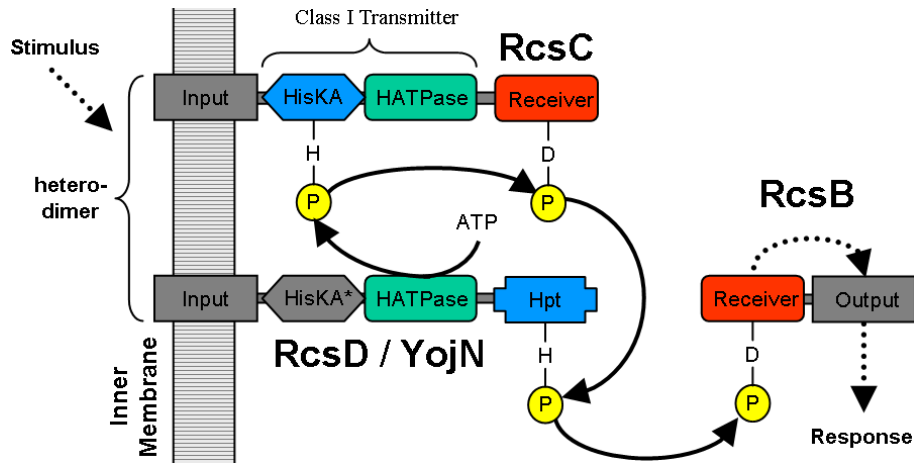 Class I Transmitter
Stimulus
RcsC
Input
HisKA
HATPase
Receiver
H
D
hetero-
dimer
P
P
ATP
RcsB
Input
HisKA*
HATPase
Hpt
Receiver
Output
RcsD / YojN
H
D
P
P
Inner
Membrane
Response